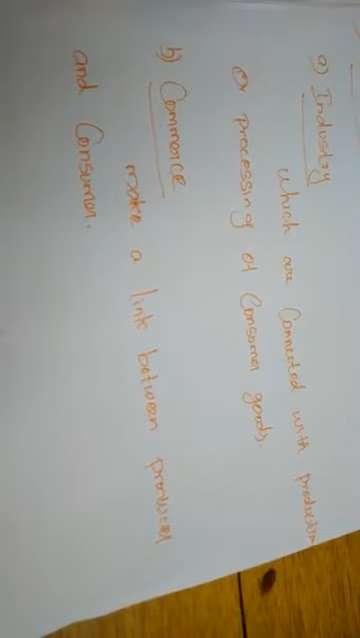 a) Industry
which are Connected with production
or processing of Consumer goods.
b) Commerce
make a link between producer
and Consumer.